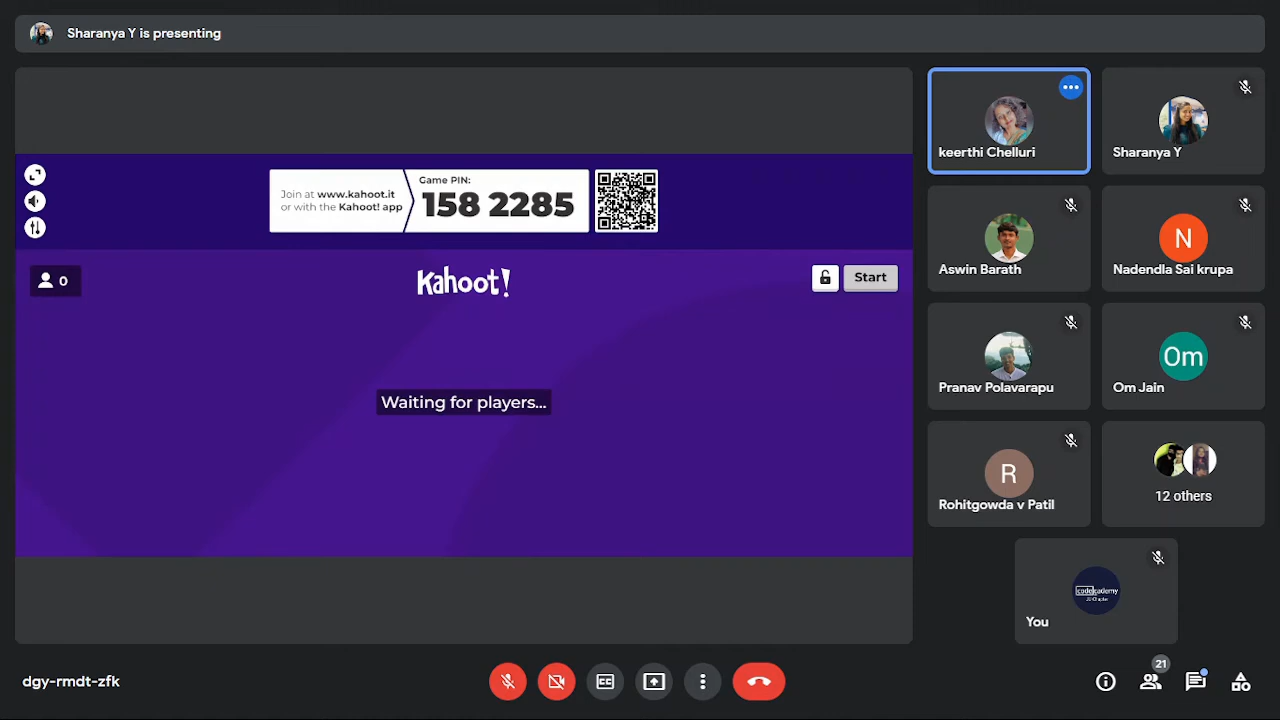 Sharanya Y is presenting
Join at www.kahoot.it
or with the Kahoot! app
Game PIN:
158 2285
0
Kahoot!
Start
Waiting for players...
keerthi Chelluri
Sharanya Y
Aswin Barath
N
Nadendla Sai krupa
Pranav Polavarapu
Om
Om Jain
R
Rohitgowda v Patil
12 others
codecademy
You
dgy-rmdt-zfk
CC
21